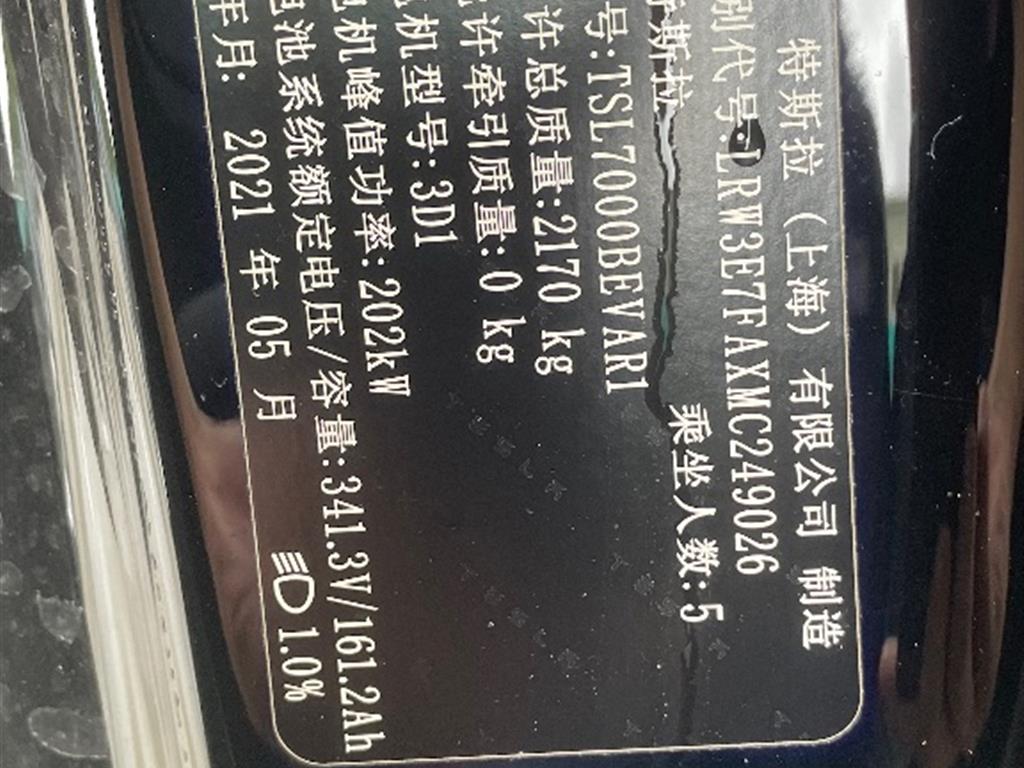 特斯拉（上海）有限公司 制造
别代号:LRW3E7FAXMC249026
斯拉 乘坐人数:5
号:TSL7000BEVAR1
许总质量:2170 kg
许牵引质量:0 kg
机型号:3D1
机峰值功率:202kW
池系统额定电压/容量:341.3V/161.2Ah
年月: 2021 年 05 月 1.0%